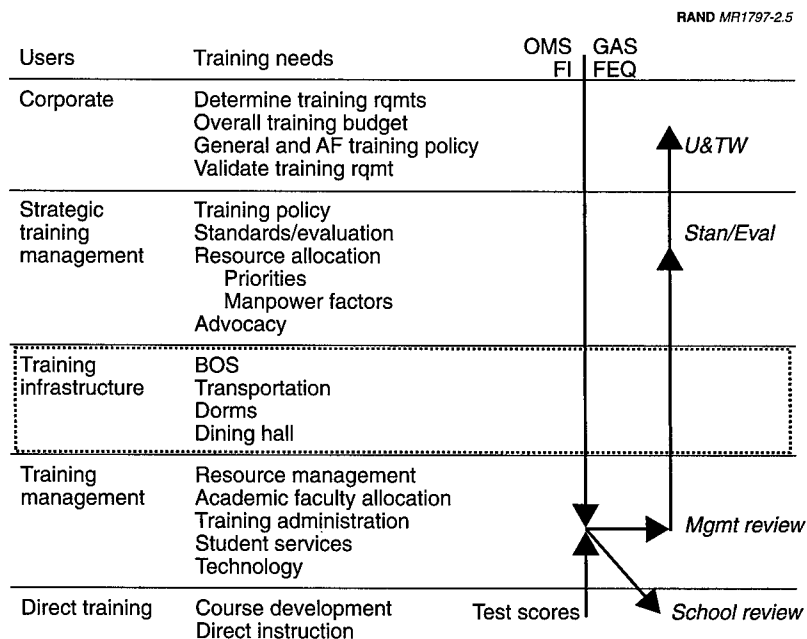 RAND MR1797-2.5
Users Training needs OMS GAS
FI FEQ
Corporate Determine training rqmts
Overall training budget
General and AF training policy
Validate training rqmt
U&TW
Strategic training management Training policy
Standards/evaluation
Resource allocation
Priorities
Manpower factors
Advocacy
Stan/Eval
Training infrastructure BOS
Transportation
Dorms
Dining hall
Training management Resource management
Academic faculty allocation
Training administration
Student services
Technology
Mgmt review
Direct training Course development
Direct instruction
Test scores School review